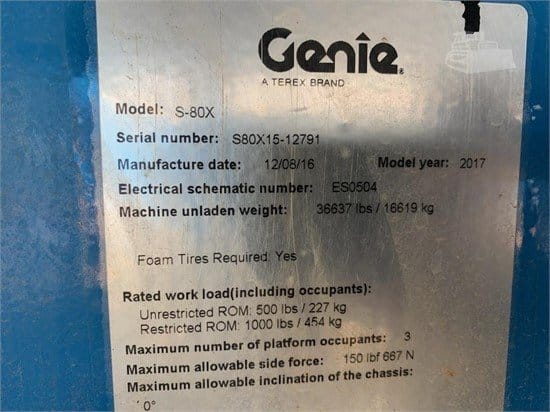 Genie
A TEREX BRAND
Model: S-80X
Serial number: S80X15-12791
Manufacture date: 12/08/16 Model year: 2017
Electrical schematic number: ES0504
Machine unladen weight: 36637 lbs / 16619 kg
Foam Tires Required: Yes
Rated work load(including occupants):
Unrestricted ROM: 500 lbs / 227 kg
Restricted ROM: 1000 lbs / 454 kg
Maximum number of platform occupants: 3
Maximum allowable side force: 150 lbf 667 N
Maximum allowable inclination of the chassis:
0°